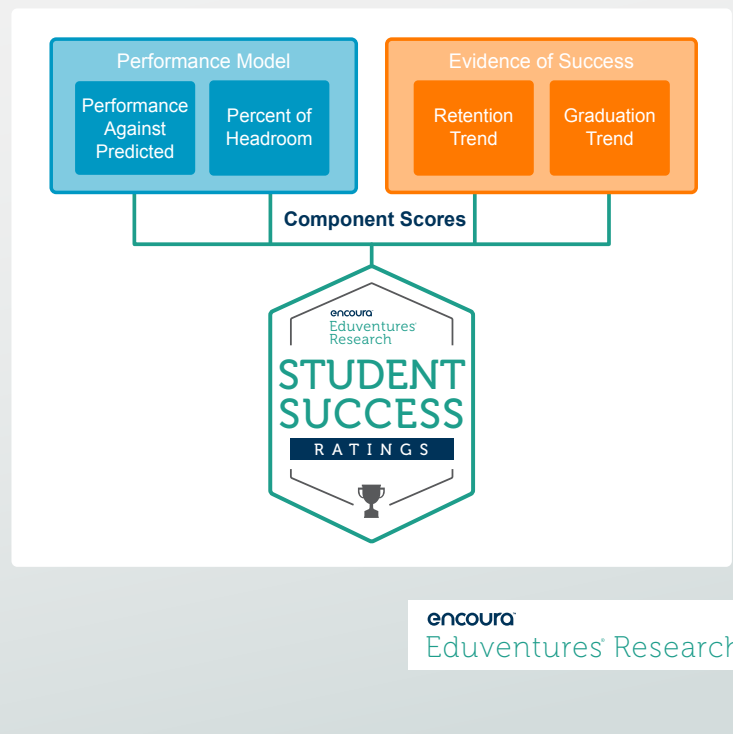 Performance Model
Performance
Against
Predicted
Percent of
Headroom
Evidence of Success
Retention
Trend
Graduation
Trend
Component Scores
encoura
Eduventures
Research
STUDENT
SUCCESS
RATINGS
encoura™
Eduventures® Research